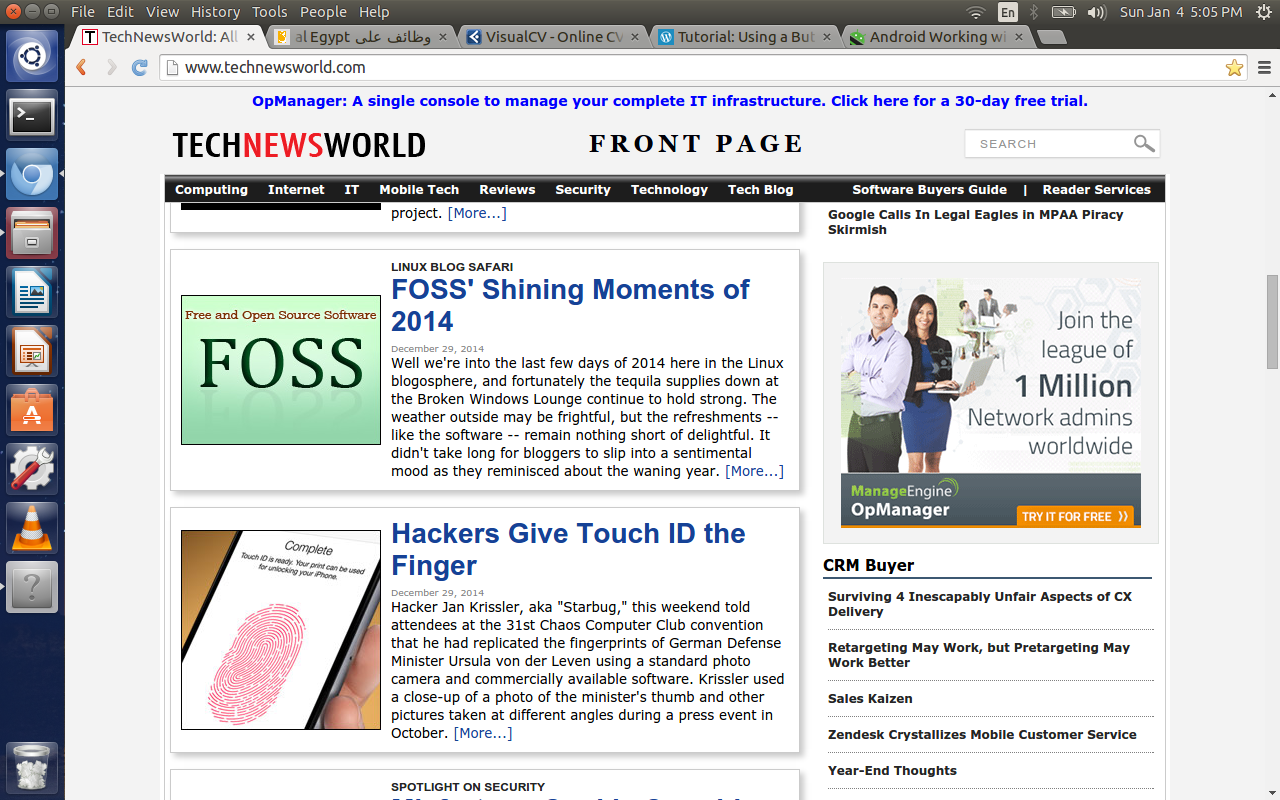 File Edit View History Tools People Help
En
Sun Jan 4 5:05 PM
TechNewsWorld: All
al Egypt وظائف على
VisualCV - Online CV
Tutorial: Using a But
Android Working wi
www.technewsworld.com
OpManager: A single console to manage your complete IT infrastructure. Click here for a 30-day free trial.
TECHNEWSWORLD
FRONT PAGE
SEARCH
Computing Internet IT Mobile Tech Reviews Security Technology Tech Blog Software Buyers Guide | Reader Services
project. [More...]
LINUX BLOG SAFARI
FOSS' Shining Moments of
2014
December 29, 2014
Well we're into the last few days of 2014 here in the Linux
blogosphere, and fortunately the tequila supplies down at
the Broken Windows Lounge continue to hold strong. The
weather outside may be frightful, but the refreshments --
like the software -- remain nothing short of delightful. It
didn't take long for bloggers to slip into a sentimental
mood as they reminisced about the waning year. [More...]
Free and Open Source Software
FOSS
Hackers Give Touch ID the
Finger
December 29, 2014
Hacker Jan Krissler, aka "Starbug," this weekend told
attendees at the 31st Chaos Computer Club convention
that he had replicated the fingerprints of German Defense
Minister Ursula von der Leven using a standard photo
camera and commercially available software. Krissler used
a close-up of a photo of the minister's thumb and other
pictures taken at different angles during a press event in
October. [More...]
Complete
Touch ID is ready. Your print can be used
for unlocking your iPhone.
SPOTLIGHT ON SECURITY
Google Calls In Legal Eagles in MPAA Piracy
Skirmish
Join the
league of
1 Million
Network admins
worldwide
ManageEngine
OpManager
TRY IT FOR FREE
CRM Buyer
Surviving 4 Inescapably Unfair Aspects of CX
Delivery
Retargeting May Work, but Pretargeting May
Work Better
Sales Kaizen
Zendesk Crystallizes Mobile Customer Service
Year-End Thoughts